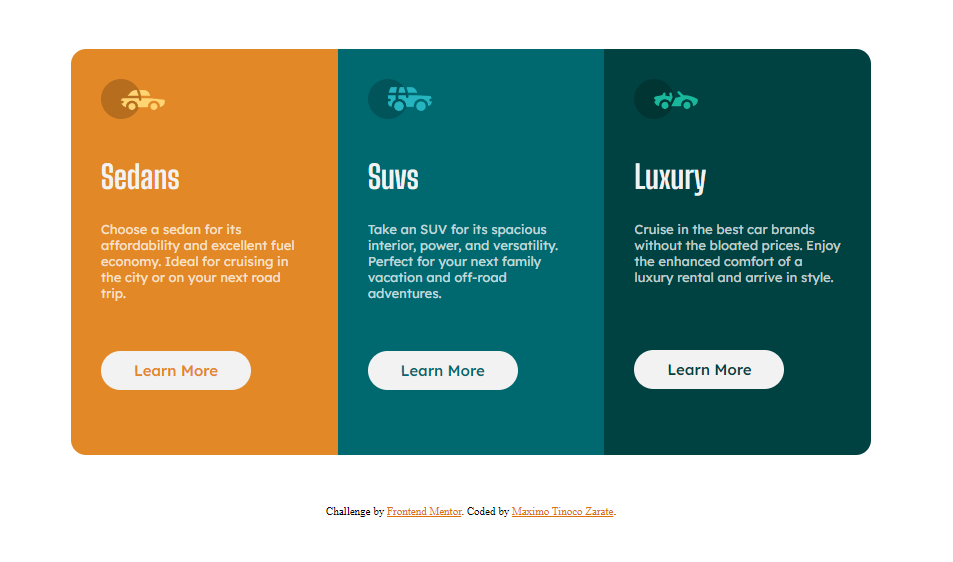 Sedans
Choose a sedan for its
affordability and excellent fuel
economy. Ideal for cruising in
the city or on your next road
trip.
Learn More
Suvs
Take an SUV for its spacious
interior, power, and versatility.
Perfect for your next family
vacation and off-road
adventures.
Learn More
Luxury
Cruise in the best car brands
without the bloated prices. Enjoy
the enhanced comfort of a
luxury rental and arrive in style.
Learn More
Challenge by Frontend Mentor. Coded by Maximo Tinoco Zarate.